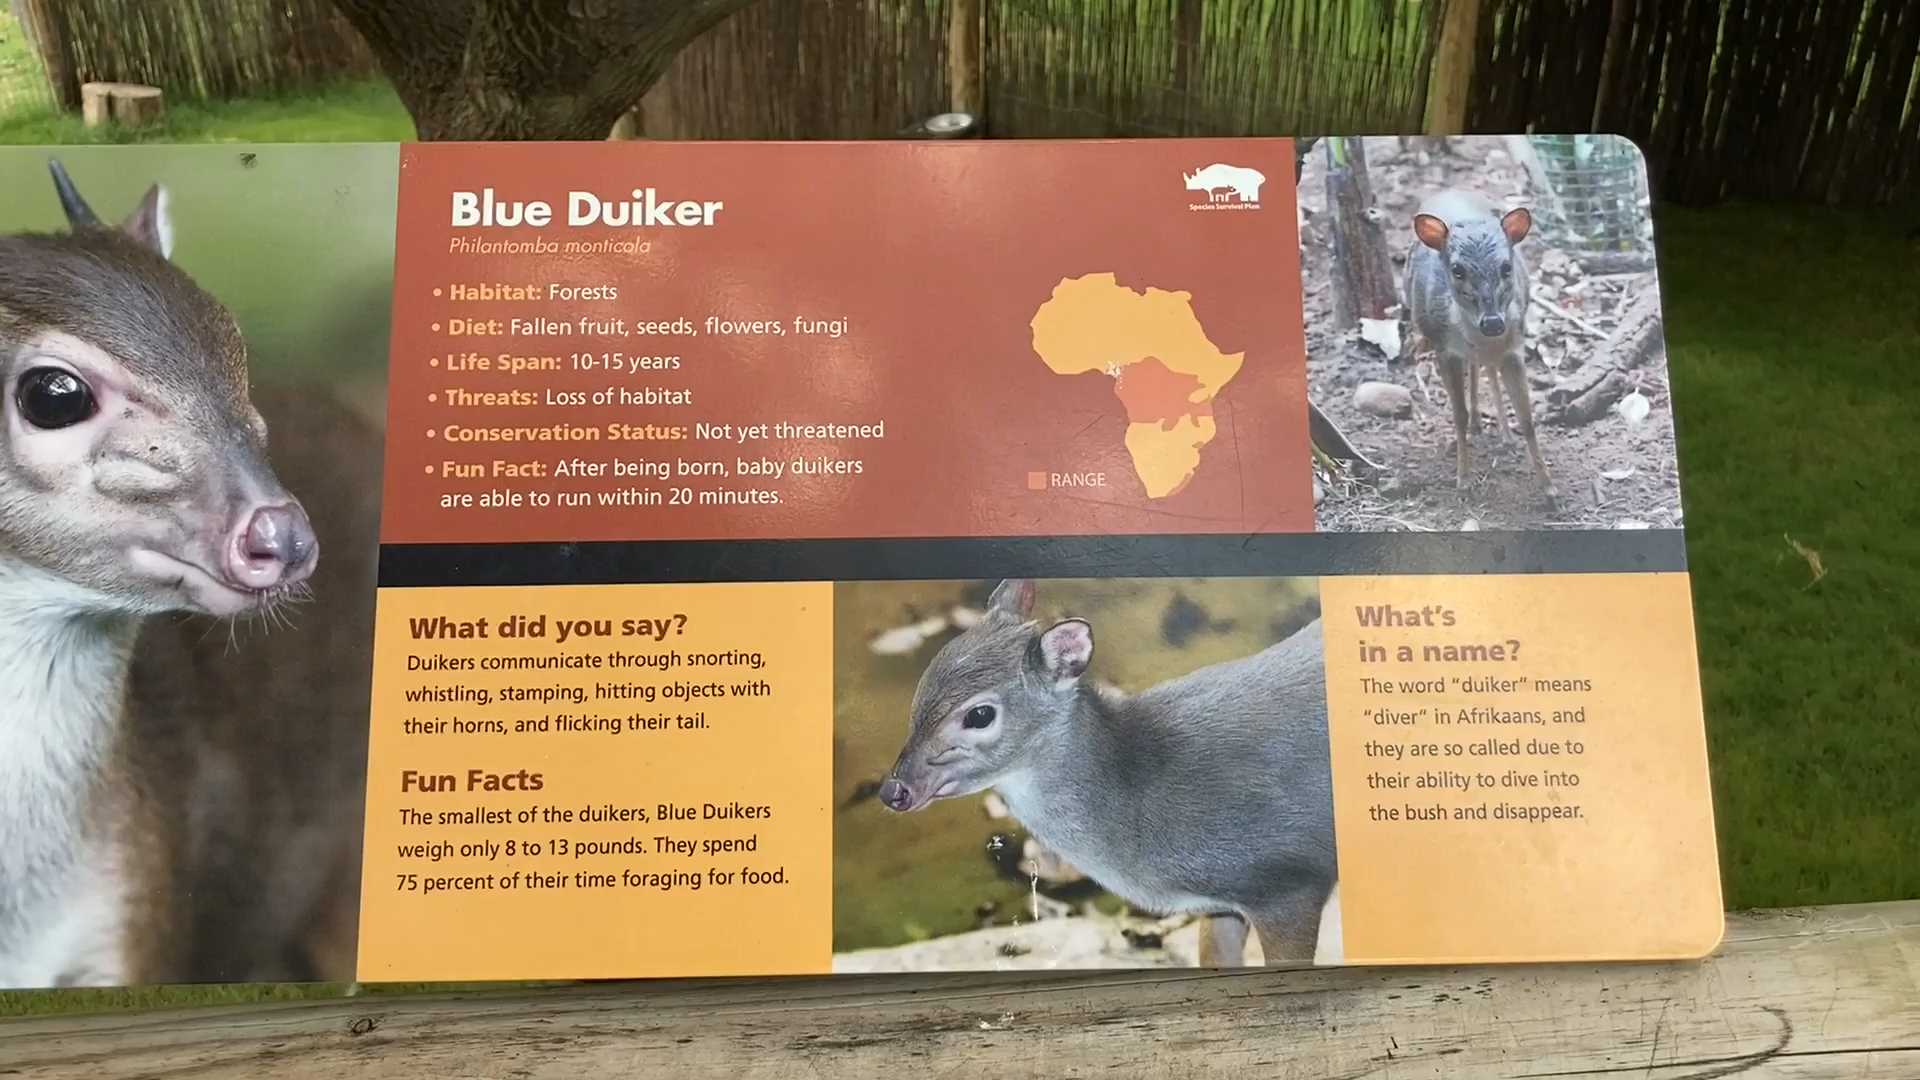 Blue Duiker
Philantomba monticola
• Habitat: Forests
• Diet: Fallen fruit, seeds, flowers, fungi
• Life Span: 10-15 years
• Threats: Loss of habitat
• Conservation Status: Not yet threatened
• Fun Fact: After being born, baby duikers
are able to run within 20 minutes.
Species Survival Plan
RANGE
What did you say?
Duikers communicate through snorting,
whistling, stamping, hitting objects with
their horns, and flicking their tail.
Fun Facts
The smallest of the duikers, Blue Duikers
weigh only 8 to 13 pounds. They spend
75 percent of their time foraging for food.
What's
in a name?
The word "duiker" means
"diver" in Afrikaans, and
they are so called due to
their ability to dive into
the bush and disappear.